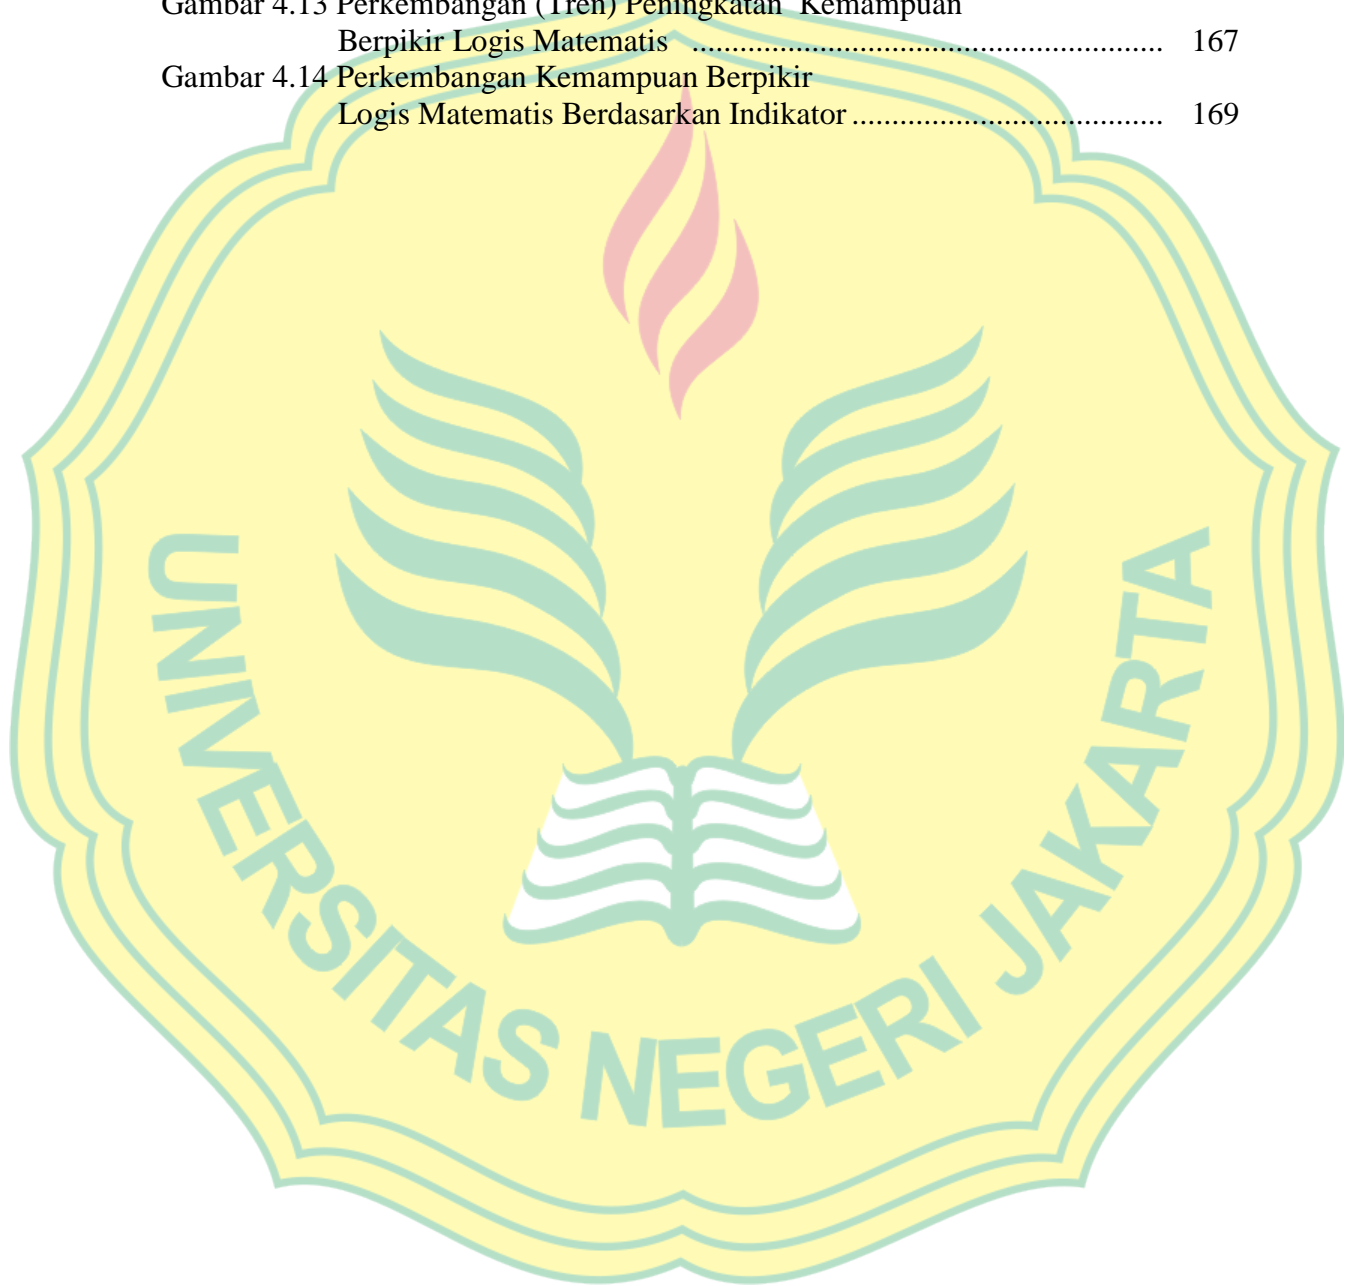 Gambar 4.13 Perkembangan (Tren) Peningkatan Kemampuan
Berpikir Logis Matematis ............................................................ 167
Gambar 4.14 Perkembangan Kemampuan Berpikir
Logis Matematis Berdasarkan Indikator ....................................... 169
UNIVERSITAS NEGERI JAKARTA